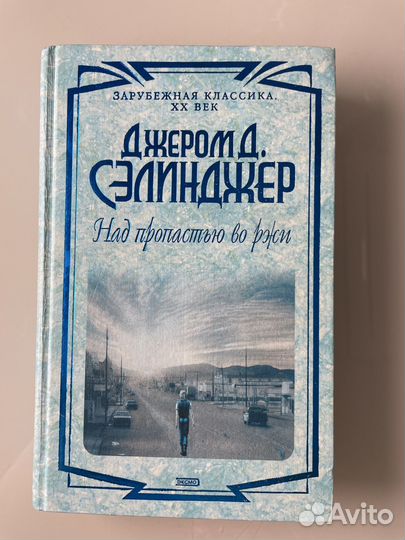 ЗАРУБЕЖНАЯ КЛАССИКА.
XX ВЕК
ДЖЕРОМ Д.
СЭЛИНДЖЕР
Над пропастью во ржи
ЭКСМО
Avito